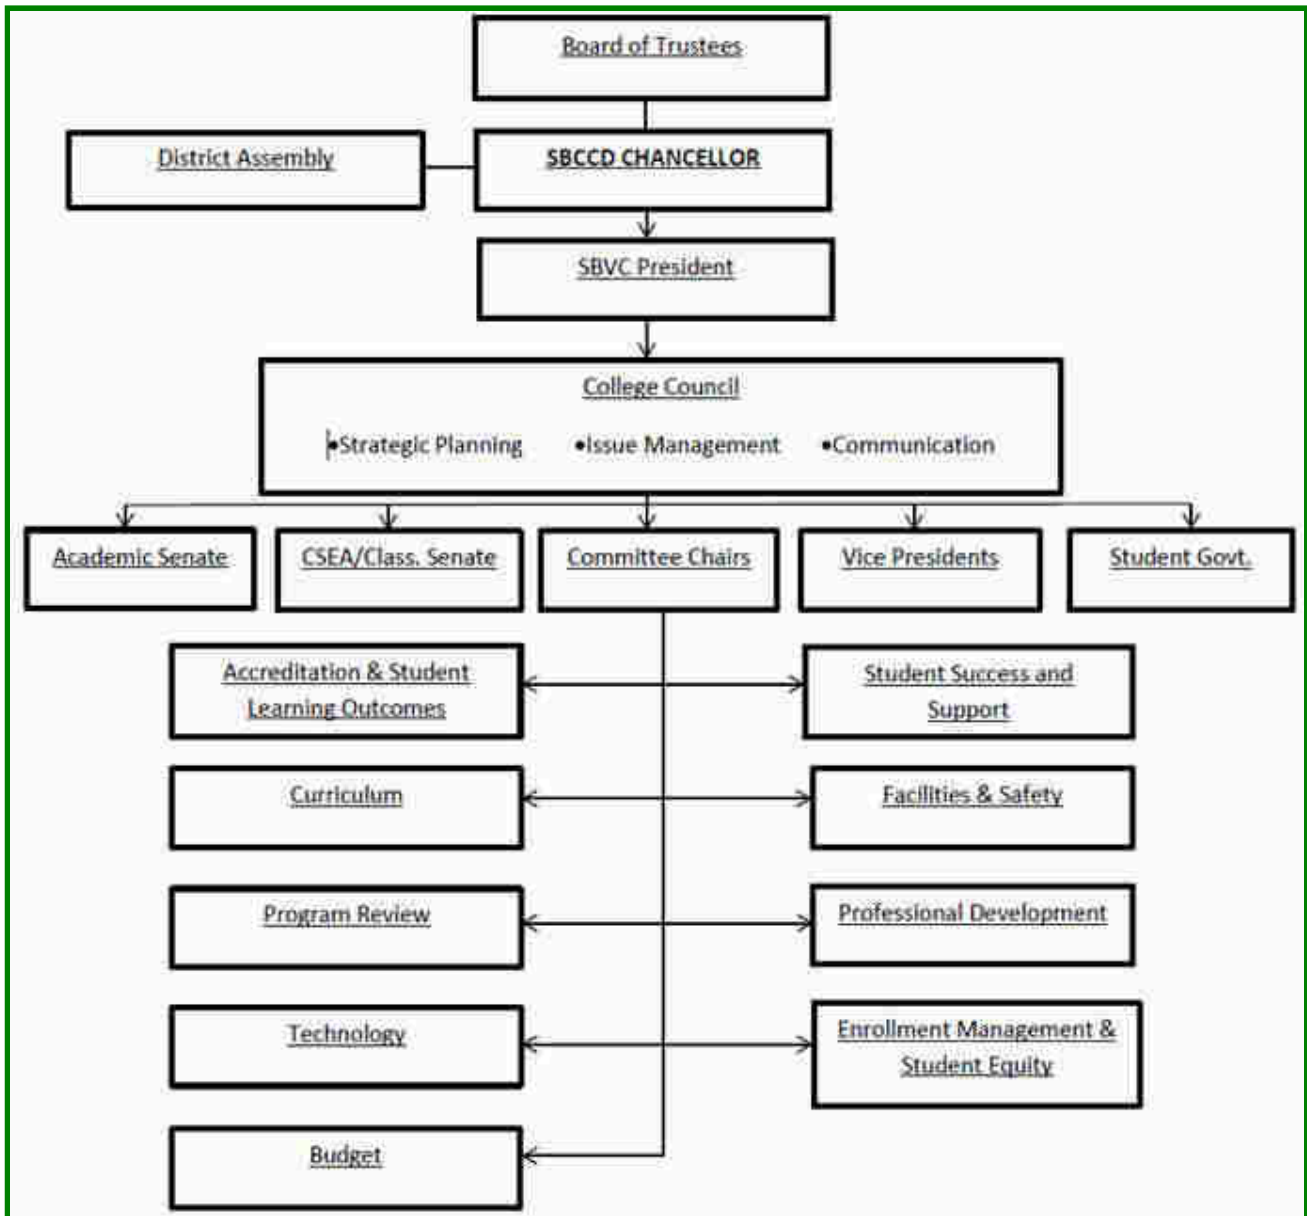 Board of Trustees
District Assembly
SBCCD CHANCELLOR
SBVC President
College Council
•Strategic Planning •Issue Management •Communication
Academic Senate
CSEA/Class. Senate
Committee Chairs
Vice Presidents
Student Govt.
Accreditation & Student
Learning Outcomes
Student Success and
Support
Curriculum
Facilities & Safety
Program Review
Professional Development
Technology
Enrollment Management &
Student Equity
Budget